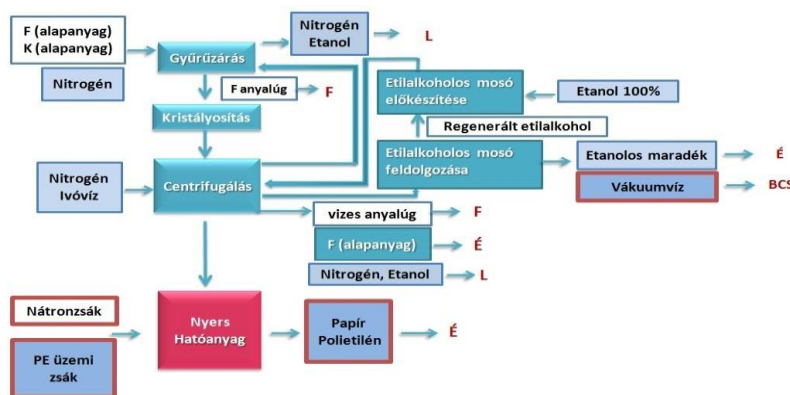 F (alapanyag)
K (alapanyag)
Nitrogén
Gyűrűzárás
Nitrogén
Etanol
L
F anyalúg
F
Kristályosítás
Etilalkoholos mosó
előkészítése
Etanol 100%
Regenerált etilalkohol
Nitrogén
Ivóvíz
Centrifugálás
Etilalkoholos mosó
feldolgozása
Etanolos maradék
É
Vákuumvíz
BCS
vizes anyalúg
F
F (alapanyag)
É
Nitrogén, Etanol
L
Nátronzsák
PE üzemi
zsák
Nyers
Hatóanyag
Papír
Polietilén
É